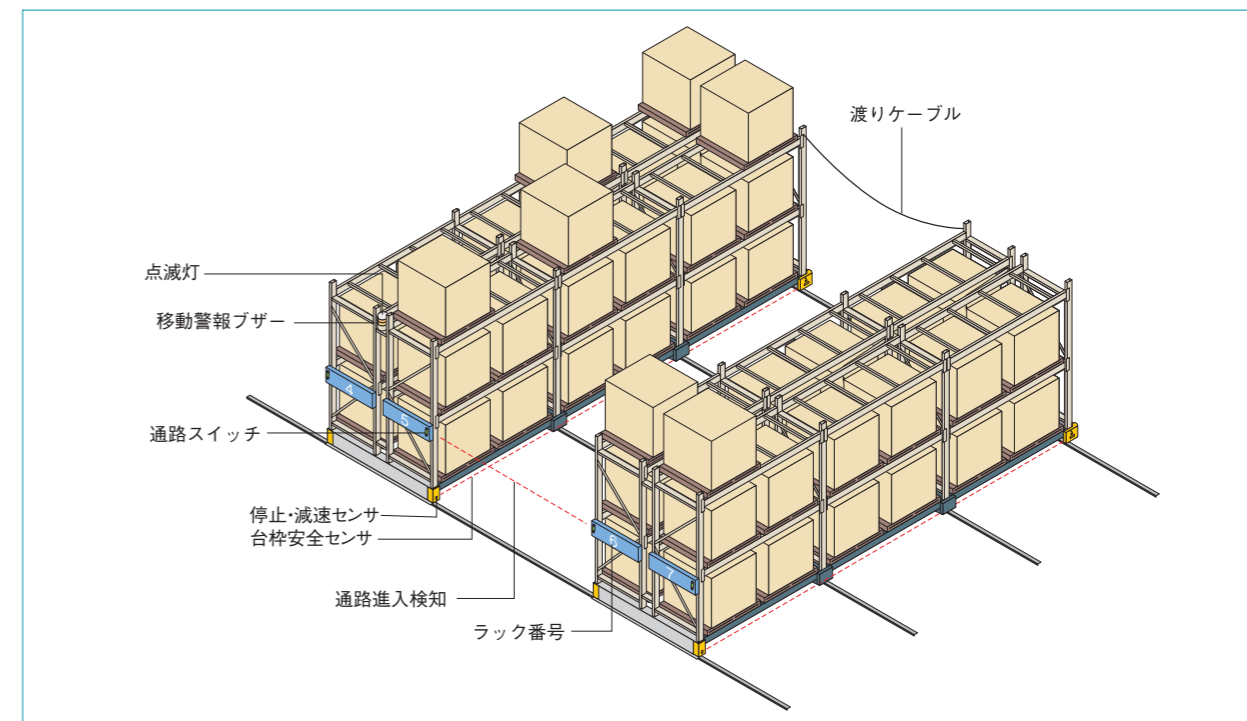 渡りケーブル
点滅灯
移動警報ブザー
4
5
通路スイッチ
停止・減速センサ
台枠安全センサ
6
7
通路進入検知
ラック番号